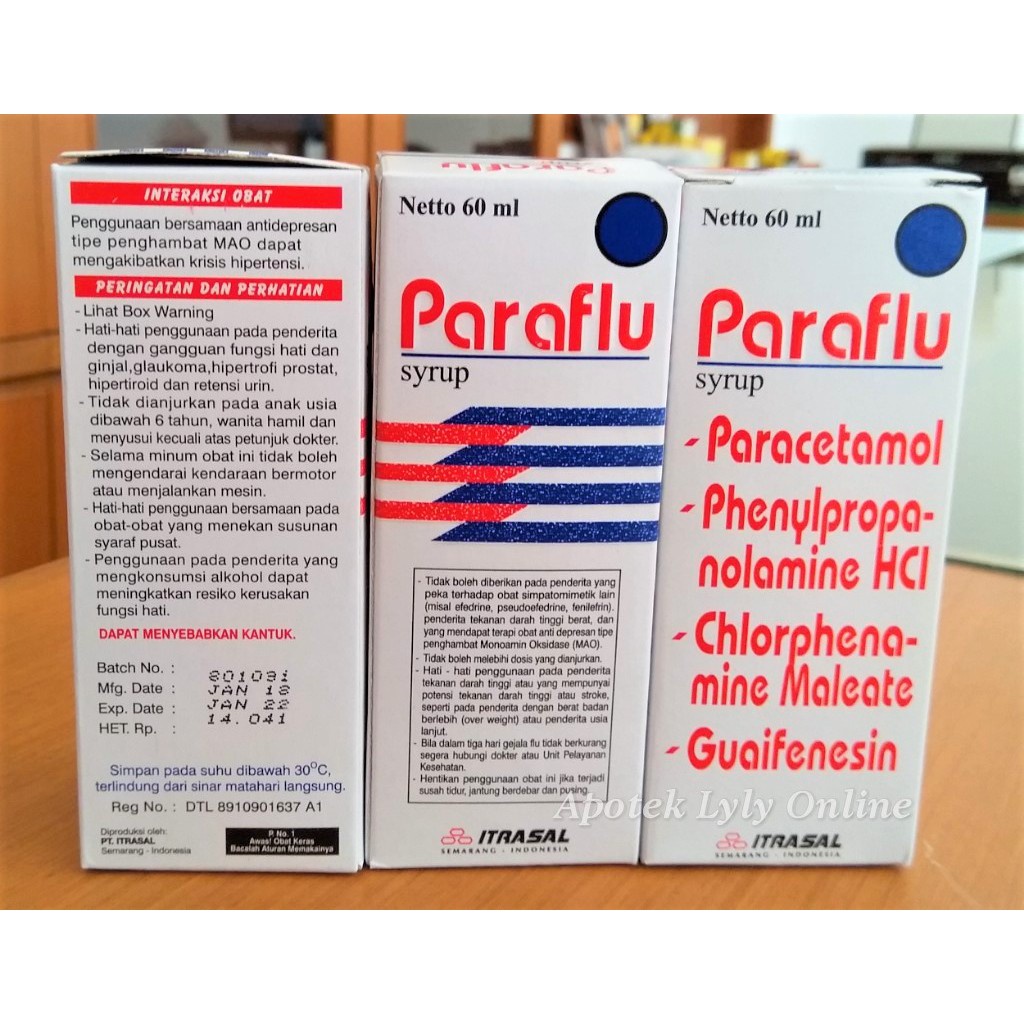 INTERAKSI OBAT
Penggunaan bersamaan antidepresan
tipe penghambat MAO dapat
mengakibatkan krisis hipertensi.
PERINGATAN DAN PERHATIAN
- Lihat Box Warning
- Hati-hati penggunaan pada penderita
dengan gangguan fungsi hati dan
ginjal,glaukoma,hipertrofi prostat,
hipertiroid dan retensi urin.
- Tidak dianjurkan pada anak usia
dibawah 6 tahun, wanita hamil dan
menyusui kecuali atas petunjuk dokter.
- Selama minum obat ini tidak boleh
mengendarai kendaraan bermotor
atau menjalankan mesin.
- Hati-hati penggunaan bersamaan pada
obat-obat yang menekan susunan
syaraf pusat.
- Penggunaan pada penderita yang
mengkonsumsi alkohol dapat
meningkatkan resiko kerusakan
fungsi hati.
DAPAT MENYEBABKAN KANTUK.
Batch No. : 80109i
Mfg. Date : JAN 18
Exp. Date : JAN 22
HET. Rp. : 14.041
Simpan pada suhu dibawah 30°C,
terlindung dari sinar matahari langsung.
Reg No. : DTL 8910901637 A1
Diproduksi oleh:
PT. ITRASAL
Semarang - Indonesia
P. No. 1
Awas! Obat Keras
Bacalah Aturan Memakainya
Paraflu
Netto 60 ml
Paraflu
syrup
- Tidak boleh diberikan pada penderita yang
peka terhadap obat simpatomimetik lain
(misal efedrine, pseudoefedrine, fenilefrin).
penderita tekanan darah tinggi berat, dan
yang mendapat terapi obat anti depresan tipe
penghambat Monoamin Oksidase (MAO).
- Tidak boleh melebihi dosis yang dianjurkan.
- Hati - hati penggunaan pada penderita
tekanan darah tinggi atau yang mempunyai
potensi tekanan darah tinggi atau stroke,
seperti pada penderita dengan berat badan
berlebih (over weight) atau penderita usia
lanjut.
- Bila dalam tiga hari gejala flu tidak berkurang
segera hubungi dokter atau Unit Pelayanan
Kesehatan.
- Hentikan penggunaan obat ini jika terjadi
susah tidur, jantung berdebar dan pusing.
ITRASAL
SEMARANG - INDONESIA
Netto 60 ml
Paraflu
syrup
- Paracetamol
- Phenylpropa-
nolamine HCl
- Chlorphena-
mine Maleate
- Guaifenesin
Apotek Lyly Online
ITRASAL
SEMARANG - INDONESIA